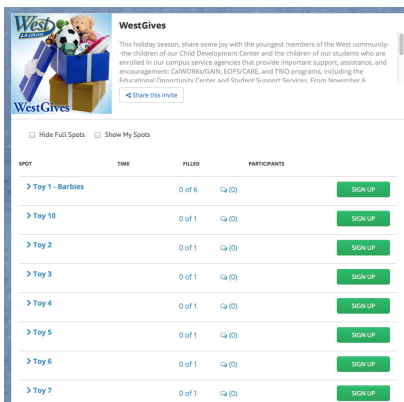 West
LA COLLEGE
WestGives
WestGives
This holiday season, share some joy with the youngest members of the West community-
-the children of our Child Development Center and the children of our students who are
enrolled in our campus service agencies that provide important support, assistance, and
encouragement: CalWORKs/GAIN, EOPS/CARE, and TRIO programs, including the
Educational Opportunity Center and Student Support Services. From November 6
Share this Invite
Hide Full Spots Show My Spots
SPOT TIME FILLED PARTICIPANTS
Toy 1 - Barbies 0 of 6 (0) SIGN UP
Toy 10 0 of 1 (0) SIGN UP
Toy 2 0 of 1 (0) SIGN UP
Toy 3 0 of 1 (0) SIGN UP
Toy 4 0 of 1 (0) SIGN UP
Toy 5 0 of 1 (0) SIGN UP
Toy 6 0 of 1 (0) SIGN UP
Toy 7 0 of 1 (0) SIGN UP